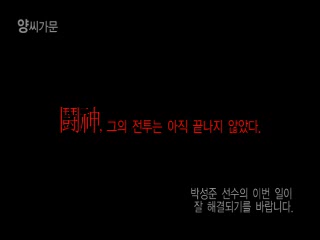 양씨가문
鬪神, 그의 전투는 아직 끝나지 않았다.
박성준 선수의 이번 일이
잘 해결되기를 바랍니다.